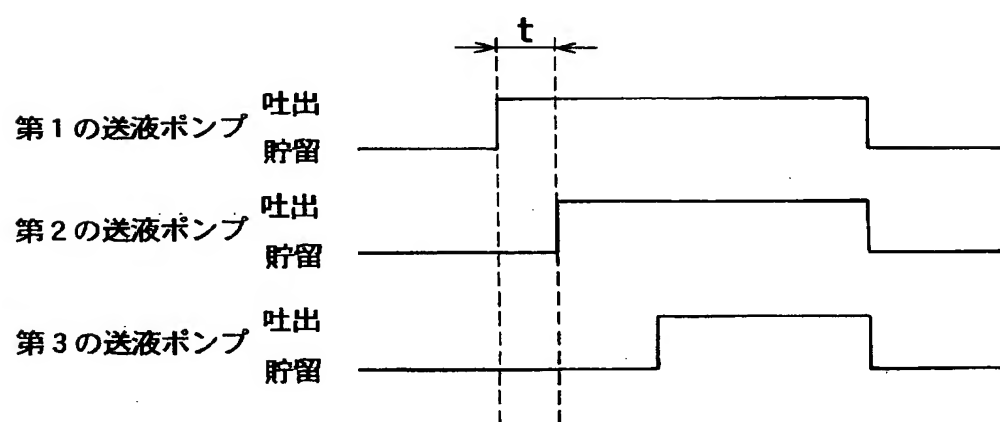 t
吐出
第1の送液ポンプ
貯留
吐出
第2の送液ポンプ
貯留
吐出
第3の送液ポンプ
貯留